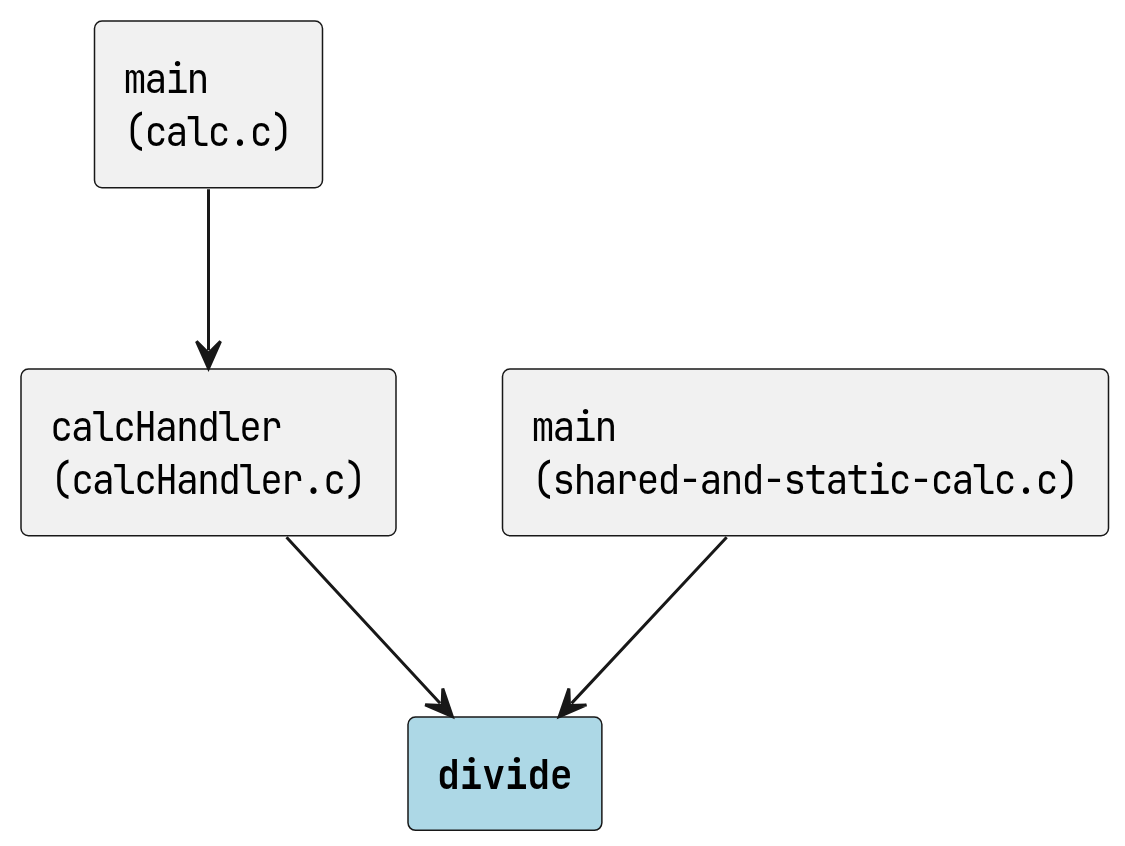 main
(calc.c)
calcHandler
(calcHandler.c)
main
(shared-and-static-calc.c)
divide